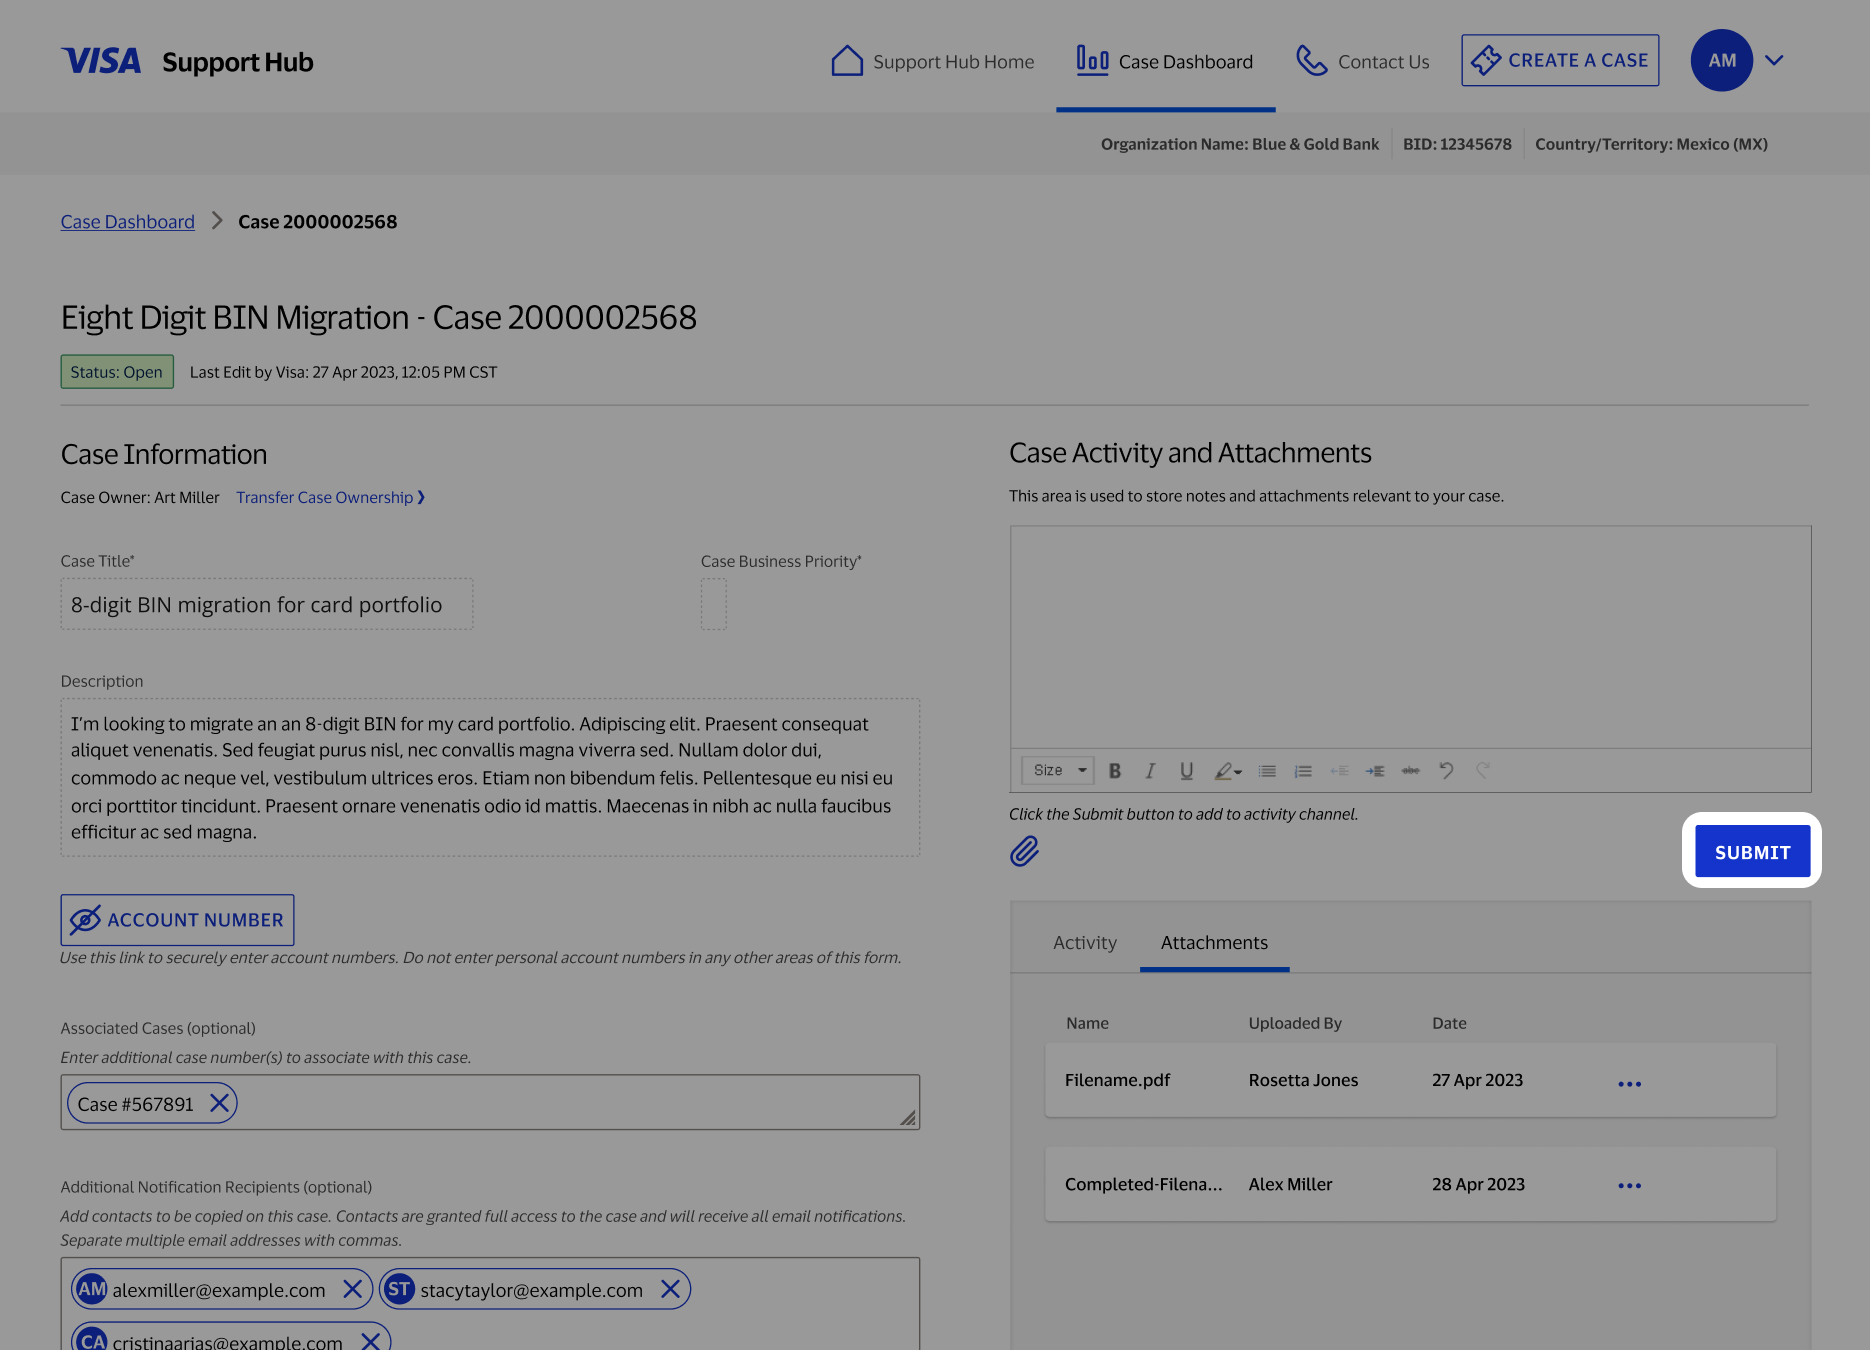 VISA Support Hub
Support Hub Home
Case Dashboard
Contact Us
CREATE A CASE
AM
Organization Name: Blue & Gold Bank
BID: 12345678
Country/Territory: Mexico (MX)
Case Dashboard
Case 2000002568
Eight Digit BIN Migration - Case 2000002568
Status: Open
Last Edit by Visa: 27 Apr 2023, 12:05 PM CST
Case Information
Case Owner: Art Miller
Transfer Case Ownership ❯
Case Title*
Case Business Priority*
8-digit BIN migration for card portfolio
Description
I'm looking to migrate an an 8-digit BIN for my card portfolio. Adipiscing elit. Praesent consequat
aliquet venenatis. Sed feugiat purus nisl, nec convallis magna viverra sed. Nullam dolor dui,
commodo ac neque vel, vestibulum ultrices eros. Etiam non bibendum felis. Pellentesque eu nisi eu
orci porttitor tincidunt. Praesent ornare venenatis odio id mattis. Maecenas in nibh ac nulla faucibus
efficitur ac sed magna.
ACCOUNT NUMBER
Use this link to securely enter account numbers. Do not enter personal account numbers in any other areas of this form.
Associated Cases (optional)
Enter additional case number(s) to associate with this case.
Case #567891
Additional Notification Recipients (optional)
Add contacts to be copied on this case. Contacts are granted full access to the case and will receive all email notifications.
Separate multiple email addresses with commas.
AM alexmiller@example.com
ST stacytaylor@example.com
CA cristinaarias@example.com
Case Activity and Attachments
This area is used to store notes and attachments relevant to your case.
Size
B
I
U
abc
Click the Submit button to add to activity channel.
SUBMIT
Activity
Attachments
Name
Uploaded By
Date
Filename.pdf
Rosetta Jones
27 Apr 2023
Completed-Filena...
Alex Miller
28 Apr 2023